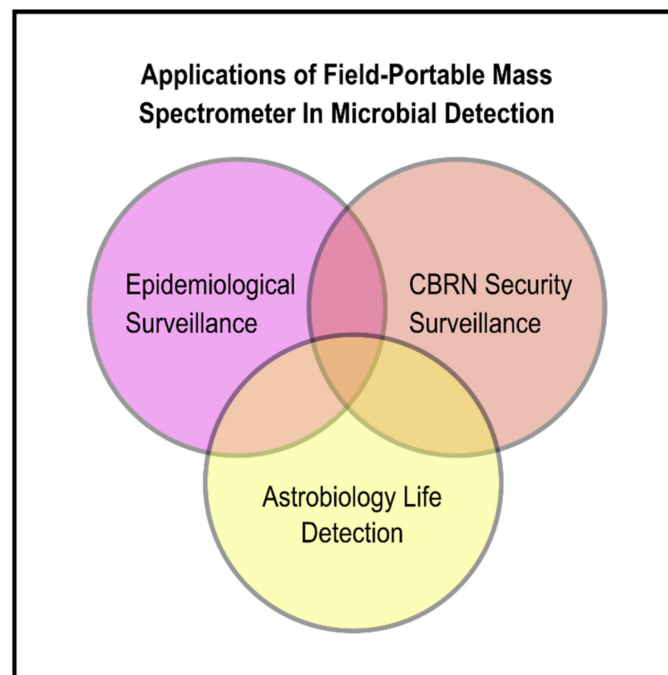 Applications of Field-Portable Mass
Spectrometer In Microbial Detection
Epidemiological
Surveillance
CBRN Security
Surveillance
Astrobiology Life
Detection